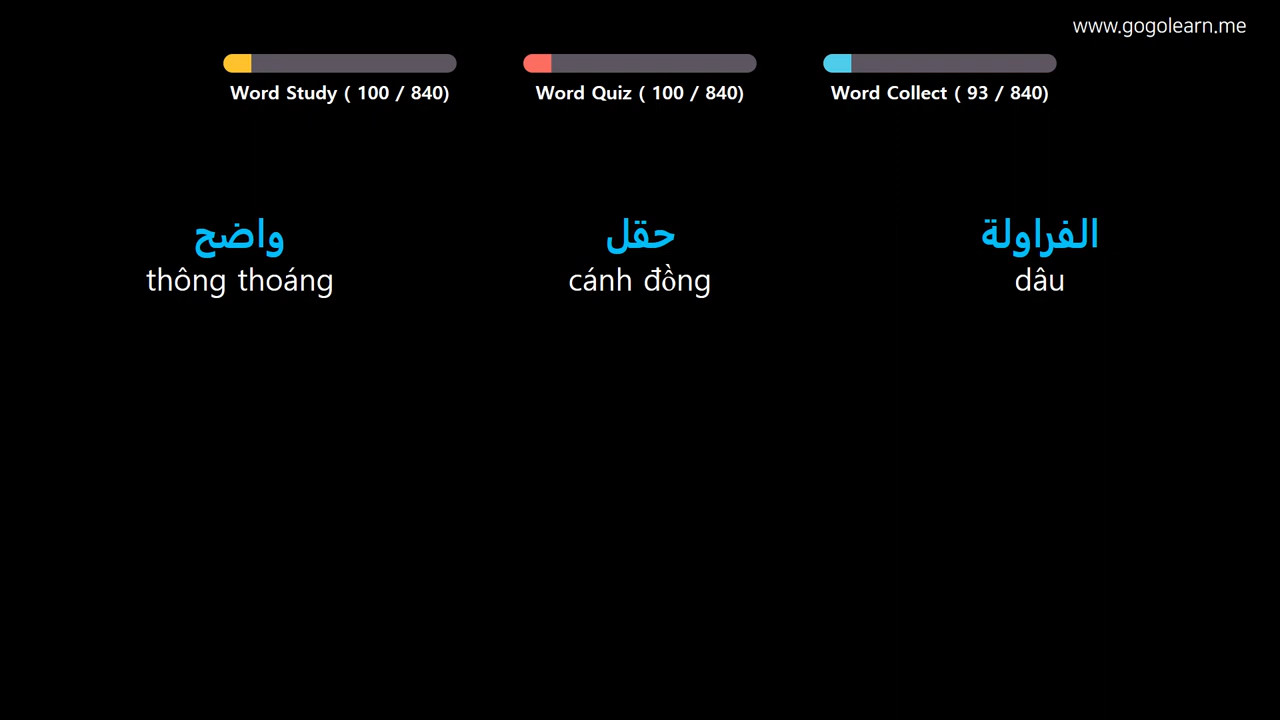 www.gogolearn.me
Word Study ( 100 / 840)
Word Quiz ( 100 / 840)
Word Collect ( 93 / 840)
واضح
thông thoáng
حقل
cánh đồng
الفراولة
dâu